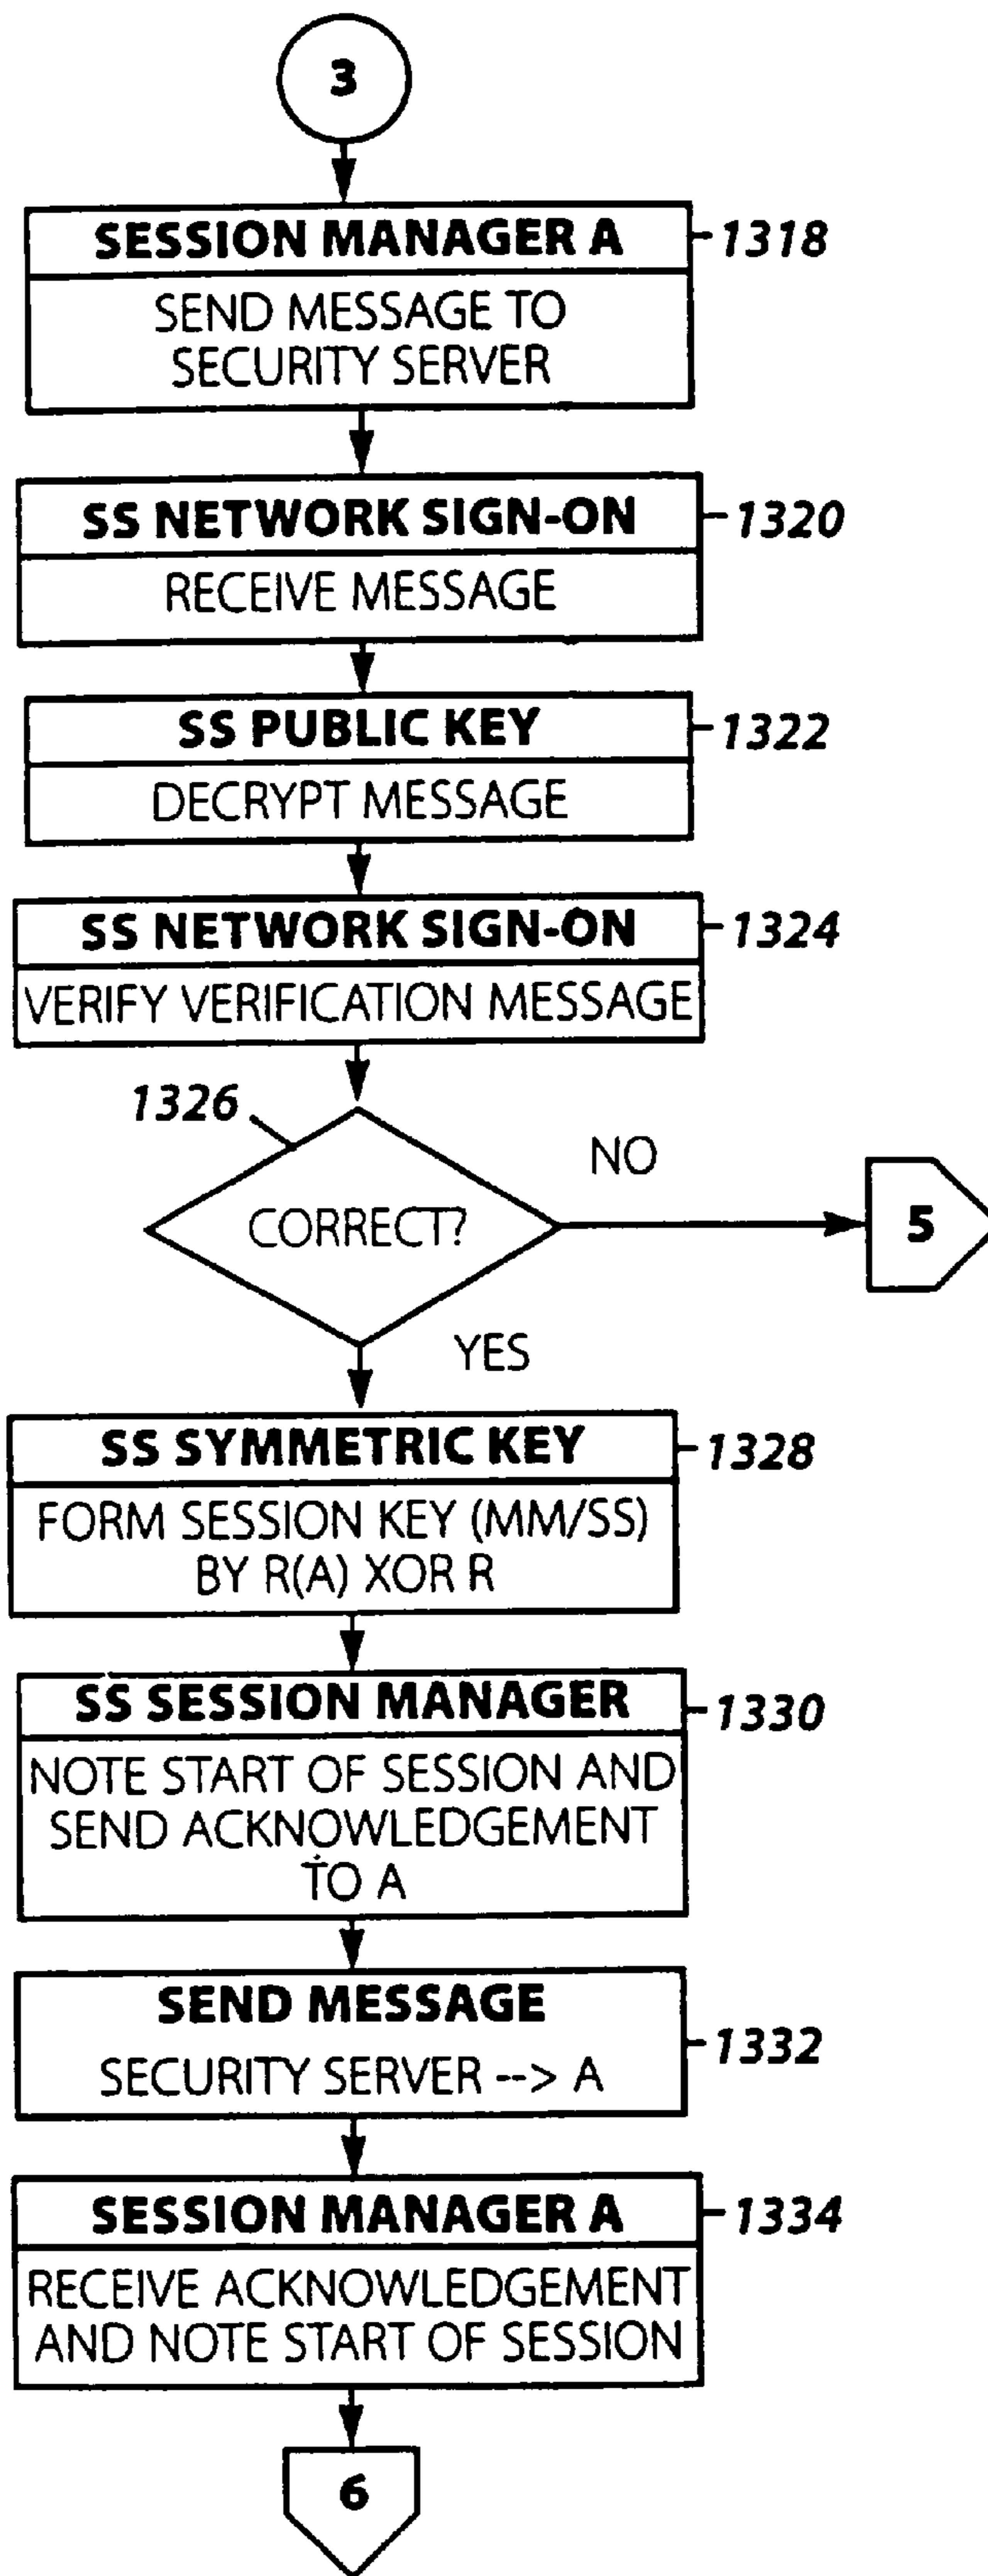 3
SESSION MANAGER A
1318
SEND MESSAGE TO
SECURITY SERVER
SS NETWORK SIGN-ON
1320
RECEIVE MESSAGE
SS PUBLIC KEY
1322
DECRYPT MESSAGE
SS NETWORK SIGN-ON
1324
VERIFY VERIFICATION MESSAGE
1326
NO
CORRECT?
5
YES
SS SYMMETRIC KEY
1328
FORM SESSION KEY (MM/SS)
BY R(A) XOR R
SS SESSION MANAGER
1330
NOTE START OF SESSION AND
SEND ACKNOWLEDGEMENT
TO A
SEND MESSAGE
1332
SECURITY SERVER --> A
SESSION MANAGER A
1334
RECEIVE ACKNOWLEDGEMENT
AND NOTE START OF SESSION
6